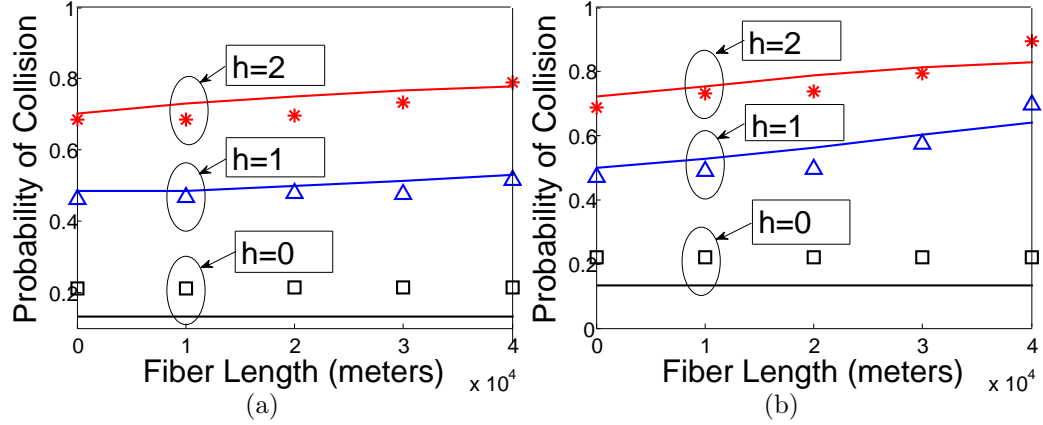 Probability of Collision
1
0.8
0.6
0.4
0.2
h=2
h=1
h=0
0
1
2
3
4
Fiber Length (meters)
x 10^4
(a)
Probability of Collision
1
0.8
0.6
0.4
0.2
0
h=2
h=1
h=0
0
1
2
3
4
Fiber Length (meters)
x 10^4
(b)